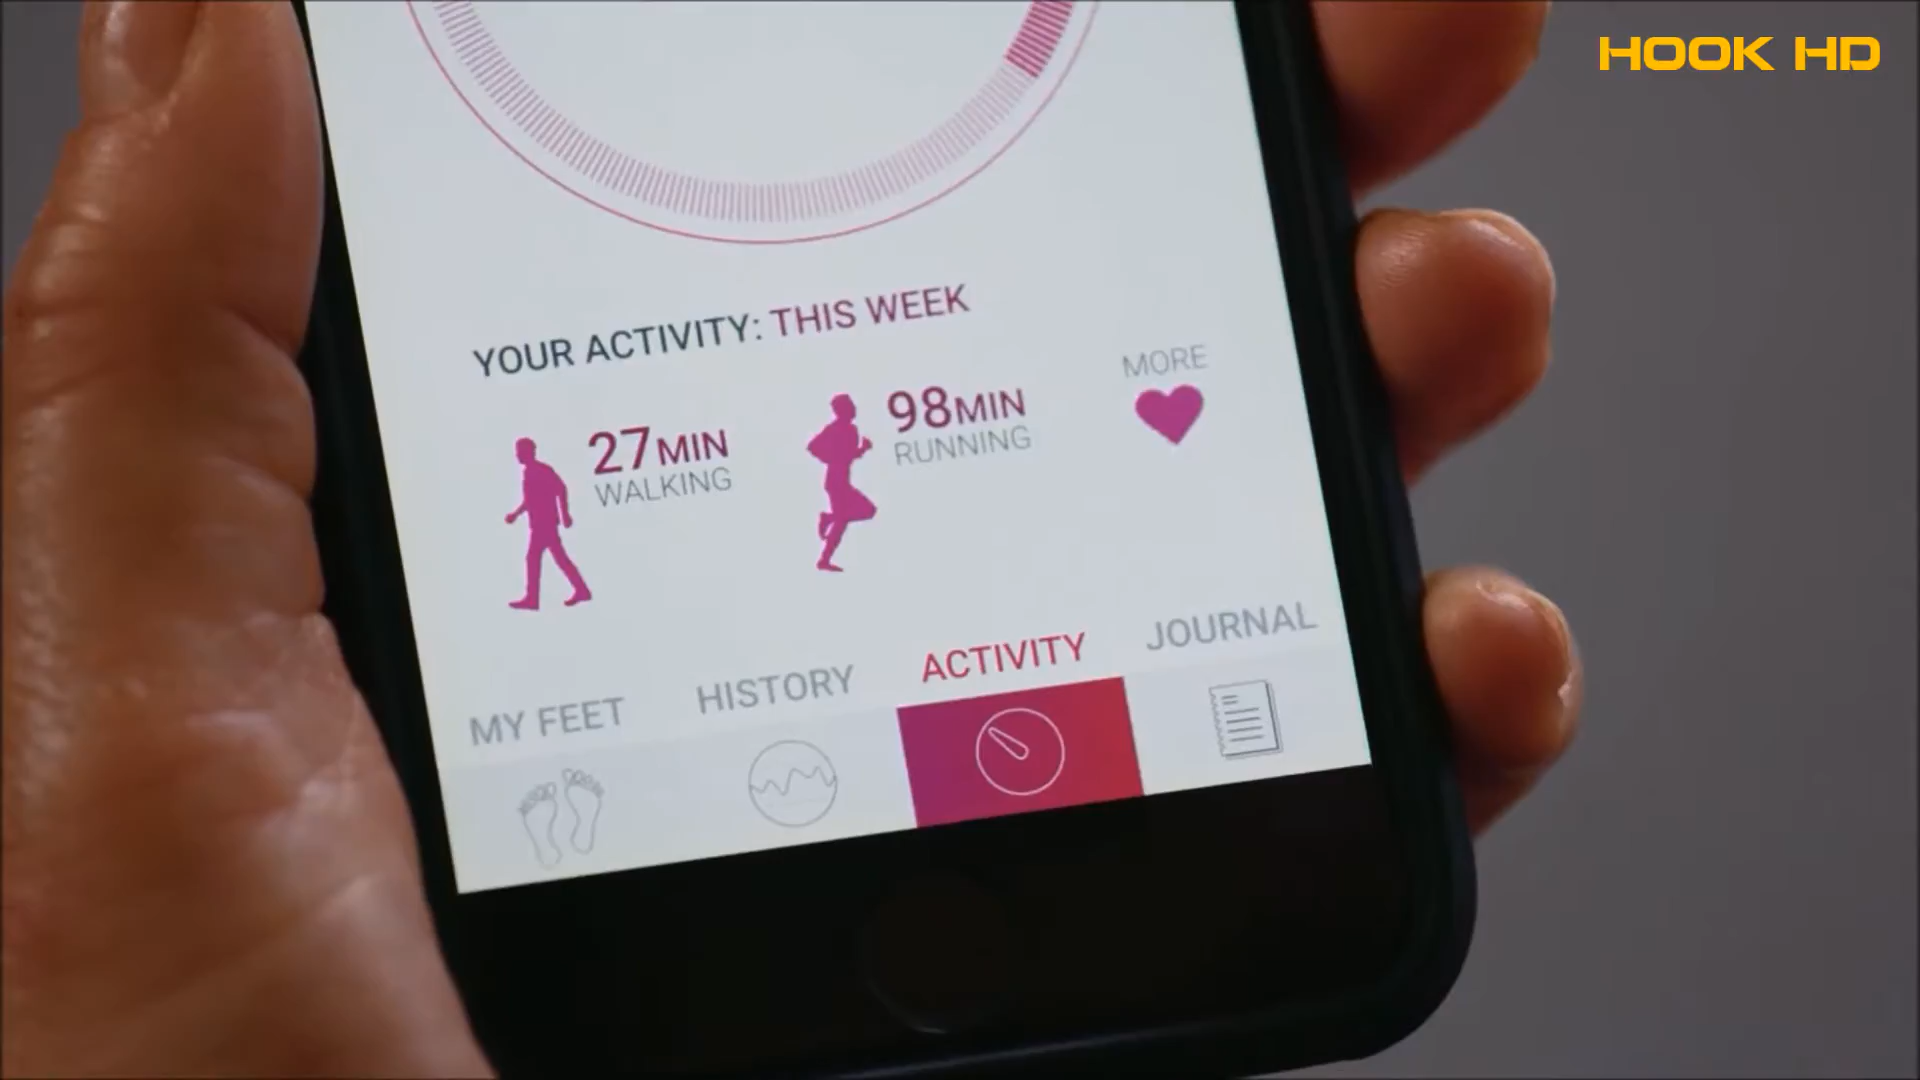 HOOK HD
YOUR ACTIVITY: THIS WEEK
27MIN
WALKING
98MIN
RUNNING
MORE
MY FEET
HISTORY
ACTIVITY
JOURNAL